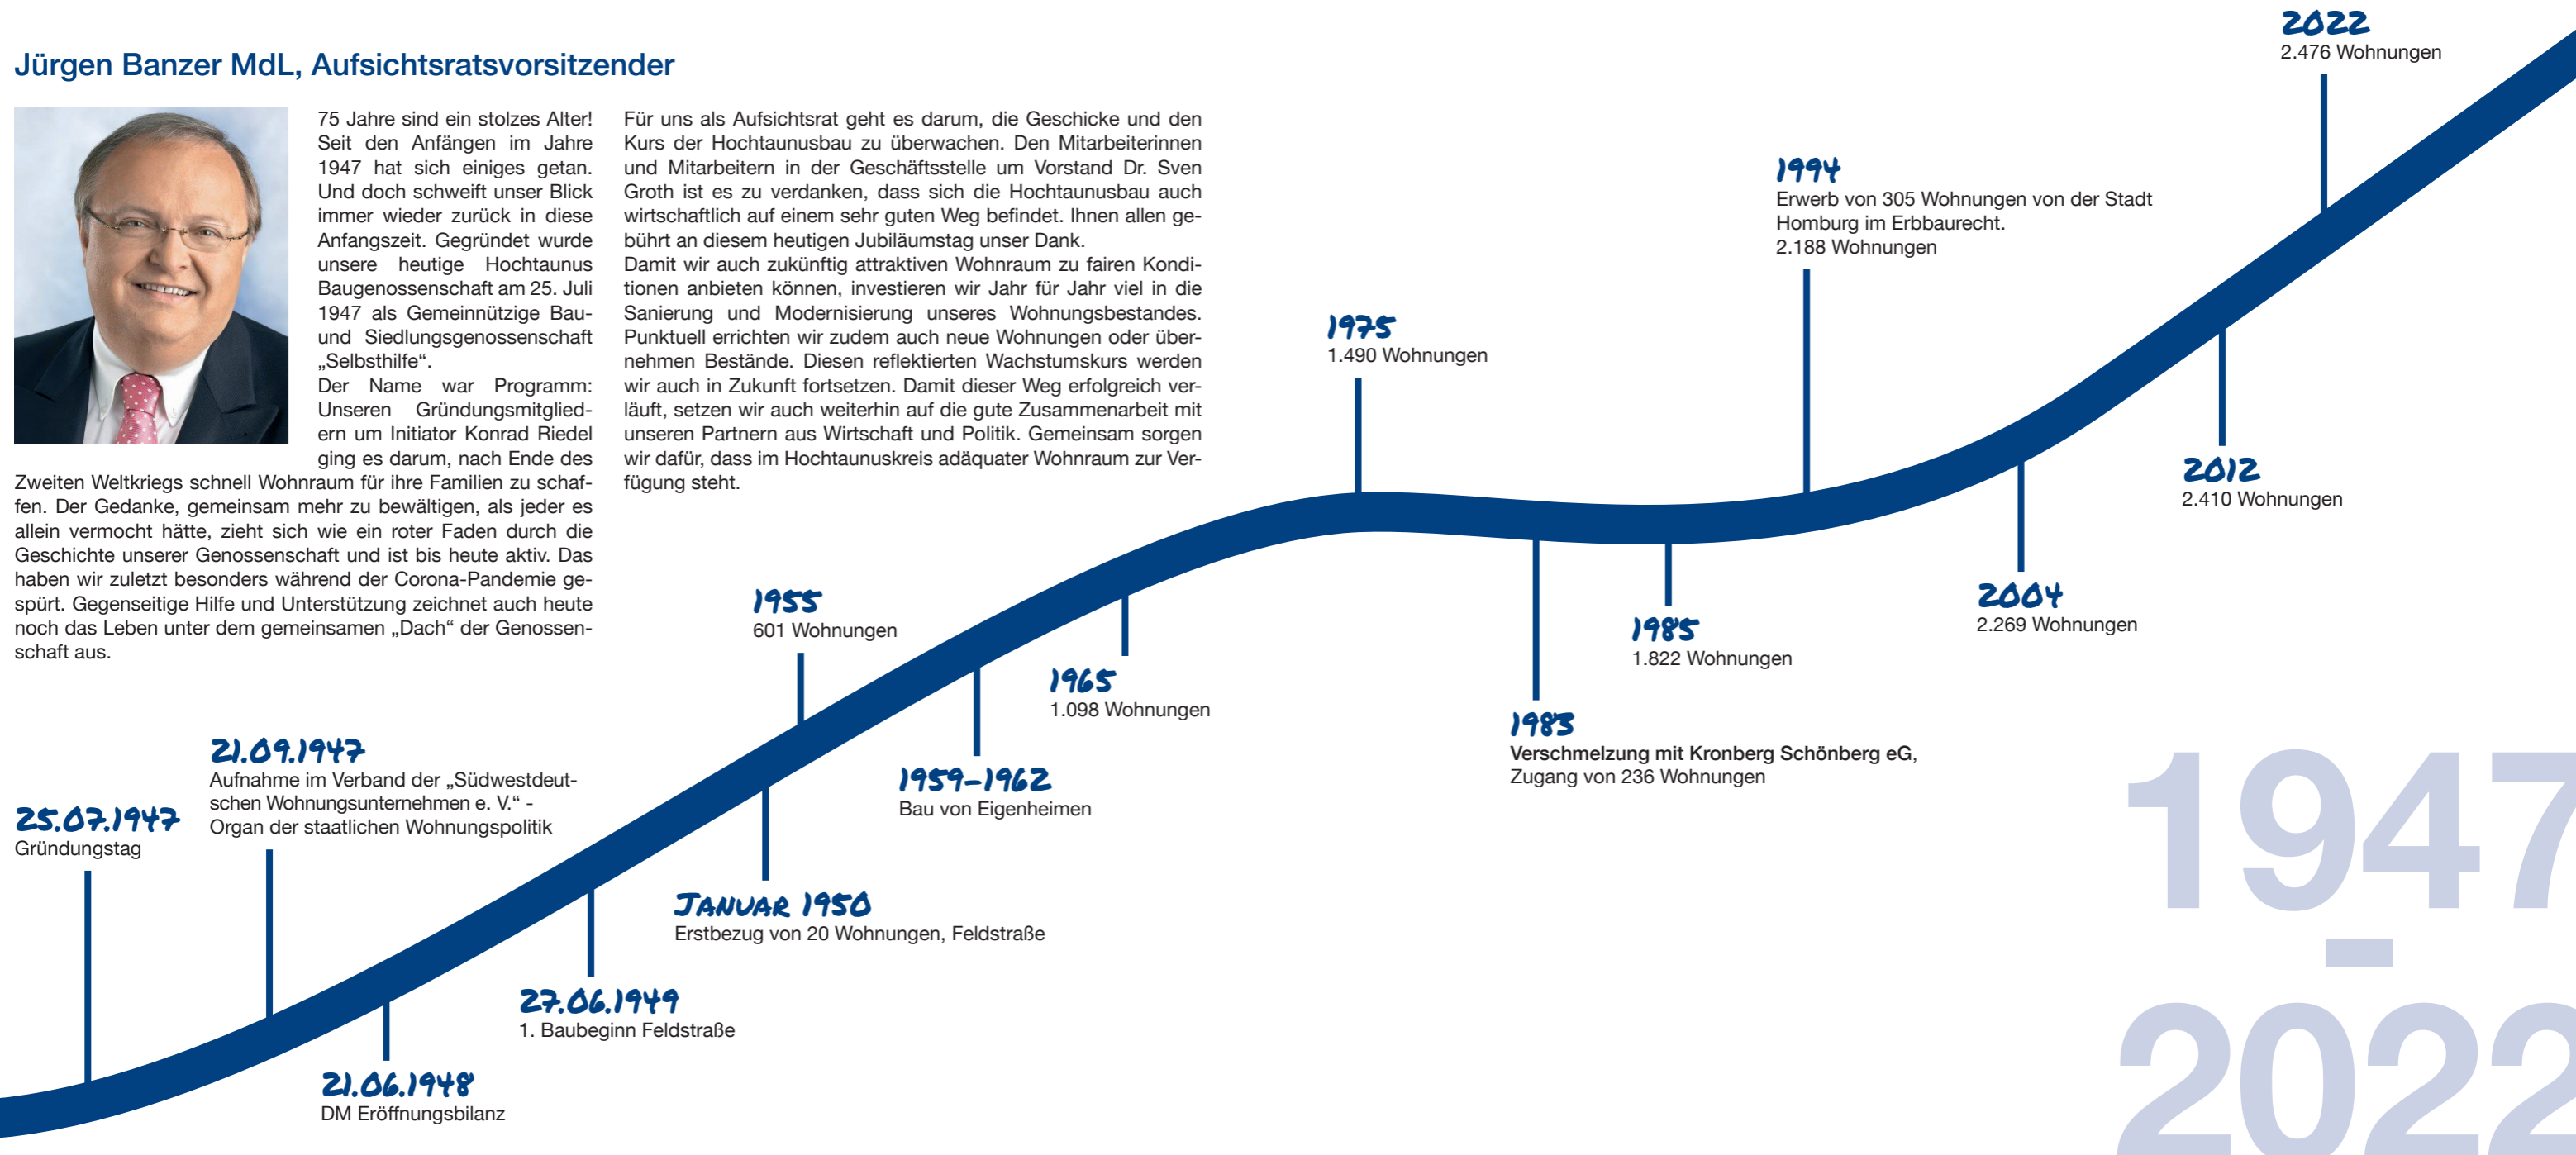 Jürgen Banzer MdL, Aufsichtsratsvorsitzender
75 Jahre sind ein stolzes Alter!
Seit den Anfängen im Jahre
1947 hat sich einiges getan.
Und doch schweift unser Blick
immer wieder zurück in diese
Anfangszeit. Gegründet wurde
unsere heutige Hochtaunus
Baugenossenschaft am 25. Juli
1947 als Gemeinnützige Bau-
und Siedlungsgenossenschaft
„Selbsthilfe“.
Der Name war Programm:
Unseren Gründungsmitglied-
ern um Initiator Konrad Riedel
ging es darum, nach Ende des
Zweiten Weltkriegs schnell Wohnraum für ihre Familien zu schaf-
fen. Der Gedanke, gemeinsam mehr zu bewältigen, als jeder es
allein vermocht hätte, zieht sich wie ein roter Faden durch die
Geschichte unserer Genossenschaft und ist bis heute aktiv. Das
haben wir zuletzt besonders während der Corona-Pandemie ge-
spürt. Gegenseitige Hilfe und Unterstützung zeichnet auch heute
noch das Leben unter dem gemeinsamen „Dach“ der Genossen-
schaft aus.
Für uns als Aufsichtsrat geht es darum, die Geschicke und den
Kurs der Hochtaunusbau zu überwachen. Den Mitarbeiterinnen
und Mitarbeitern in der Geschäftsstelle um Vorstand Dr. Sven
Groth ist es zu verdanken, dass sich die Hochtaunusbau auch
wirtschaftlich auf einem sehr guten Weg befindet. Ihnen allen ge-
bührt an diesem heutigen Jubiläumstag unser Dank.
Damit wir auch zukünftig attraktiven Wohnraum zu fairen Kondi-
tionen anbieten können, investieren wir Jahr für Jahr viel in die
Sanierung und Modernisierung unseres Wohnungsbestandes.
Punktuell errichten wir zudem auch neue Wohnungen oder über-
nehmen Bestände. Diesen reflektierten Wachstumskurs werden
wir auch in Zukunft fortsetzen. Damit dieser Weg erfolgreich ver-
läuft, setzen wir auch weiterhin auf die gute Zusammenarbeit mit
unseren Partnern aus Wirtschaft und Politik. Gemeinsam sorgen
wir dafür, dass im Hochtaunuskreis adäquater Wohnraum zur Ver-
fügung steht.
25.07.1947
Gründungstag
21.09.1947
Aufnahme im Verband der „Südwestdeut-
schen Wohnungsunternehmen e. V.“ -
Organ der staatlichen Wohnungspolitik
21.06.1948
DM Eröffnungsbilanz
27.06.1949
1. Baubeginn Feldstraße
JANUAR 1950
Erstbezug von 20 Wohnungen, Feldstraße
1955
601 Wohnungen
1959–1962
Bau von Eigenheimen
1965
1.098 Wohnungen
1975
1.490 Wohnungen
1983
Verschmelzung mit Kronberg Schönberg eG,
Zugang von 236 Wohnungen
1985
1.822 Wohnungen
1994
Erwerb von 305 Wohnungen von der Stadt
Homburg im Erbbaurecht.
2.188 Wohnungen
2004
2.269 Wohnungen
2012
2.410 Wohnungen
2022
2.476 Wohnungen
1947
-
2022